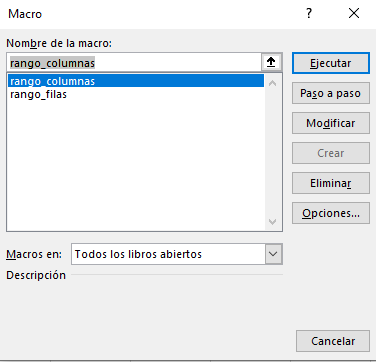 Macro
Nombre de la macro:
rango_columnas
rango_columnas
rango_filas
Ejecutar
Paso a paso
Modificar
Crear
Eliminar
Opciones...
Macros en:
Todos los libros abiertos
Descripción
Cancelar